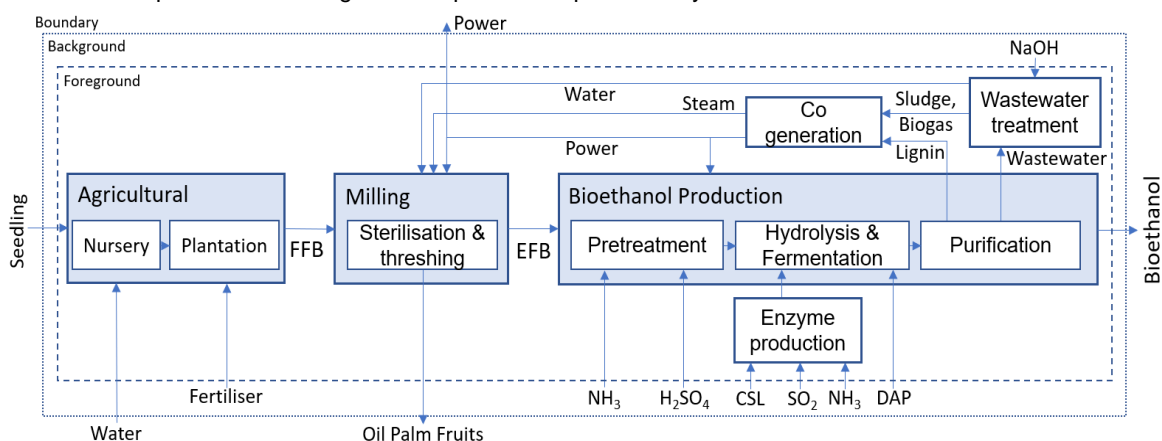 Boundary
Power
Background
NaOH
Foreground
Water
Steam
Co
generation
Sludge,
Biogas
Wastewater
treatment
Power
Lignin
Wastewater
Agricultural
Milling
Bioethanol Production
Seedling
Nursery
Plantation
FFB
Sterilisation &
threshing
EFB
Pretreatment
Hydrolysis &
Fermentation
Purification
Bioethanol
Enzyme
production
Fertiliser
NH₃
H₂SO₄
CSL
SO₂
NH₃
DAP
Water
Oil Palm Fruits